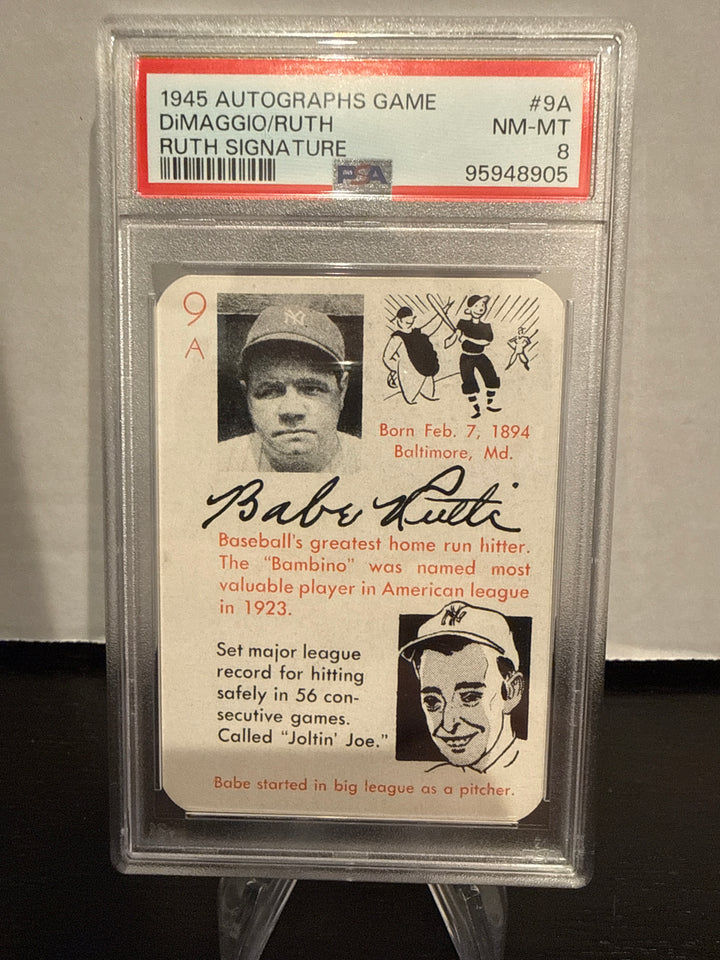 1945 AUTOGRAPHS GAME #9A
DiMAGGIO/RUTH NM-MT
RUTH SIGNATURE 8
PSA 95948905
9
A
NY
Born Feb. 7, 1894
Baltimore, Md.
Babe Ruth
Baseball's greatest home run hitter.
The "Bambino" was named most
valuable player in American league
in 1923.
NY
Set major league
record for hitting
safely in 56 con-
secutive games.
Called "Joltin' Joe."
Babe started in big league as a pitcher.